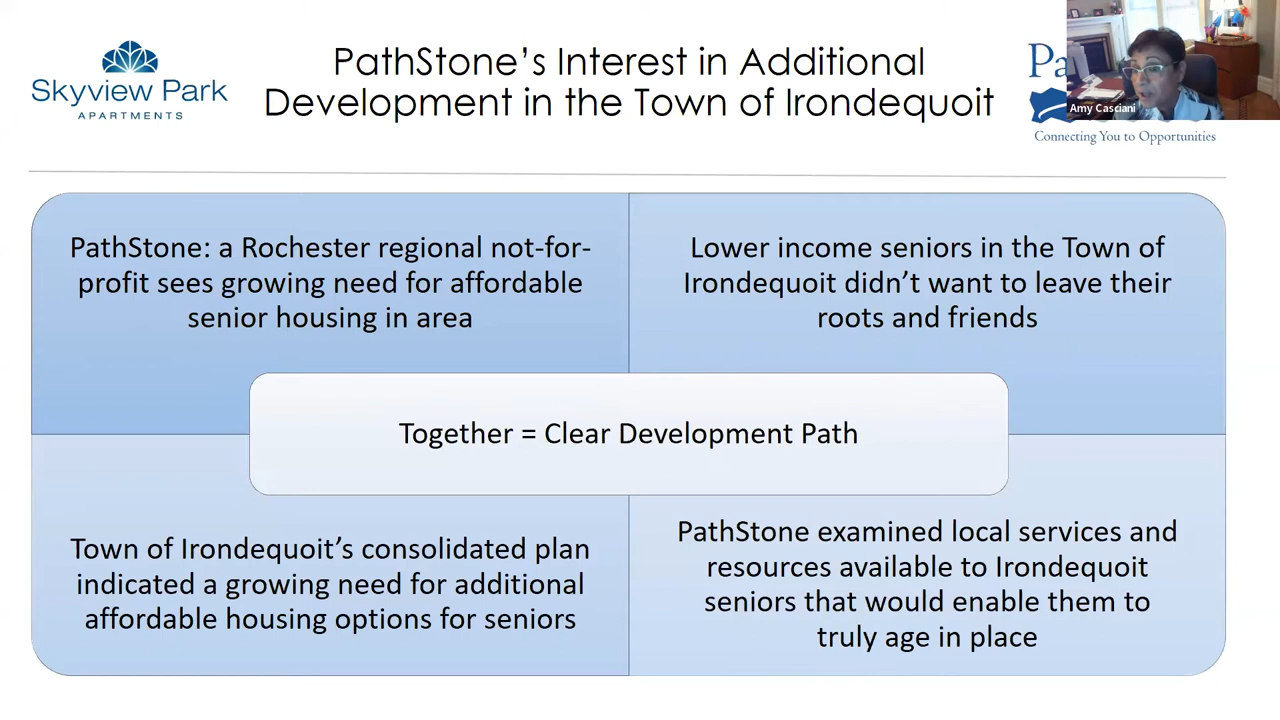 Skyview Park
APARTMENTS
PathStone's Interest in Additional
Development in the Town of Irondequoit
Pa
Amy Casciani
Connecting You to Opportunities
PathStone: a Rochester regional not-for-
profit sees growing need for affordable
senior housing in area
Lower income seniors in the Town of
Irondequoit didn't want to leave their
roots and friends
Together = Clear Development Path
Town of Irondequoit's consolidated plan
indicated a growing need for additional
affordable housing options for seniors
PathStone examined local services and
resources available to Irondequoit
seniors that would enable them to
truly age in place